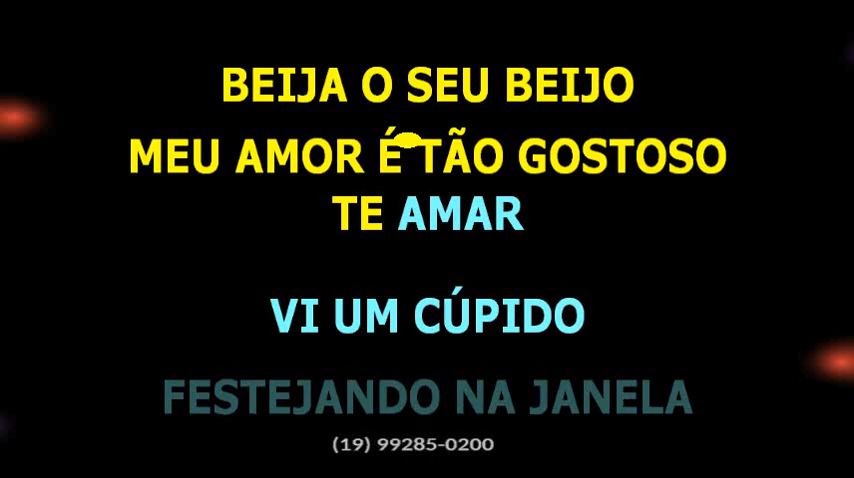 BEIJA O SEU BEIJO
MEU AMOR É TÃO GOSTOSO
TE AMAR
VI UM CÚPIDO
FESTEJANDO NA JANELA
(19) 99285-0200